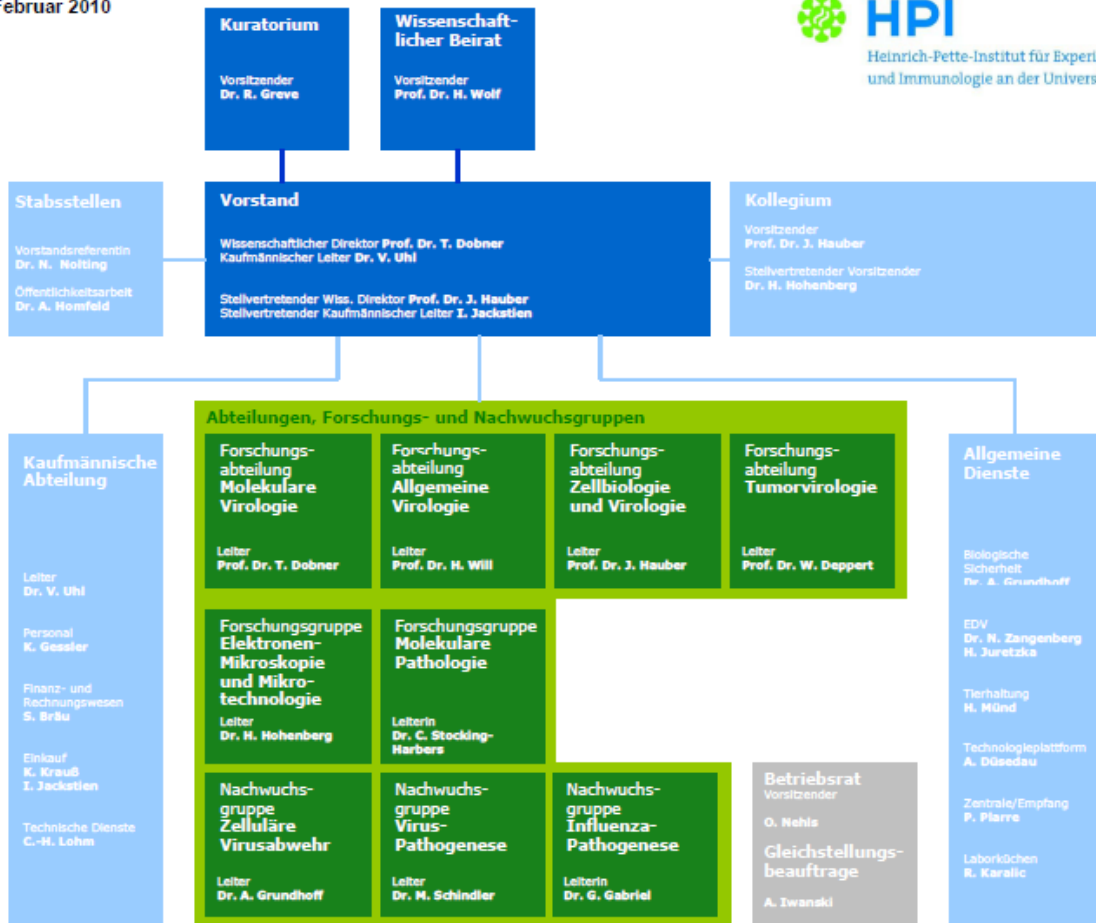 Februar 2010
Kuratorium
Vorsitzender
Dr. R. Greve
Wissenschaft-
licher Beirat
Vorsitzender
Prof. Dr. H. Wolf
HPI
Heinrich-Pette-Institut für Experi
und Immunologie an der Univers
Stabsstellen
Vorstandsreferentin
Dr. N. Nolting
Öffentlichkeitsarbeit
Dr. A. Homfeld
Vorstand
Wissenschaftlicher Direktor Prof. Dr. T. Dobner
Kaufmännischer Leiter Dr. V. Uhl
Stellvertretender Wiss. Direktor Prof. Dr. J. Hauber
Stellvertretender Kaufmännischer Leiter I. Jackstien
Kollegium
Vorsitzender
Prof. Dr. J. Hauber
Stellvertretender Vorsitzender
Dr. H. Hohenberg
Kaufmännische
Abteilung
Leiter
Dr. V. Uhl
Personal
K. Gessler
Finanz- und
Rechnungswesen
S. Bräu
Einkauf
K. Krauß
I. Jackstien
Technische Dienste
C.-H. Lohm
Abteilungen, Forschungs- und Nachwuchsgruppen
Forschungs-
abteilung
Molekulare
Virologie
Leiter
Prof. Dr. T. Dobner
Forschungs-
abteilung
Allgemeine
Virologie
Leiter
Prof. Dr. H. Will
Forschungs-
abteilung
Zellbiologie
und Virologie
Leiter
Prof. Dr. J. Hauber
Forschungs-
abteilung
Tumorvirologie
Leiter
Prof. Dr. W. Deppert
Forschungsgruppe
Elektronen-
Mikroskopie
und Mikro-
technologie
Leiter
Dr. H. Hohenberg
Forschungsgruppe
Molekulare
Pathologie
Leiterin
Dr. C. Stocking-
Harbers
Nachwuchs-
gruppe
Zelluläre
Virusabwehr
Leiter
Dr. A. Grundhoff
Nachwuchs-
gruppe
Virus-
Pathogenese
Leiter
Dr. M. Schindler
Nachwuchs-
gruppe
Influenza-
Pathogenese
Leiterin
Dr. G. Gabriel
Betriebsrat
Vorsitzender
O. Nehls
Gleichstellungs-
beauftrage
A. Iwanski
Allgemeine
Dienste
Biologische
Sicherheit
Dr. A. Grundhoff
EDV
Dr. N. Zangenberg
H. Juretzka
Tierhaltung
H. Münd
Technologieplattform
A. Düsedau
Zentrale/Empfang
P. Plarre
Laborküchen
R. Karalic